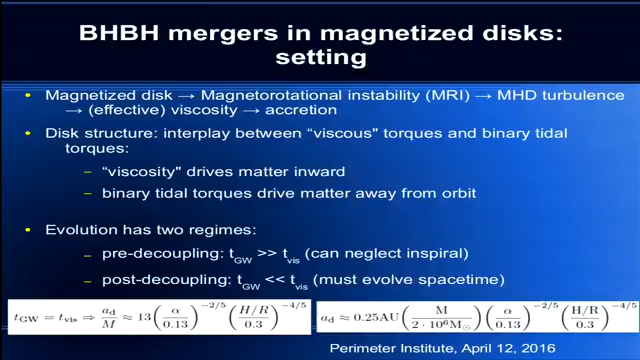 BHBH mergers in magnetized disks:
setting
• Magnetized disk → Magnetorotational instability (MRI) → MHD turbulence
→ (effective) viscosity → accretion
• Disk structure: interplay between “viscous" torques and binary tidal
torques:
– “viscosity" drives matter inward
– binary tidal torques drive matter away from orbit
• Evolution has two regimes:
– pre-decoupling: t_GW >> t_vis (can neglect inspiral)
– post-decoupling: t_GW << t_vis (must evolve spacetime)
t_GW = t_vis ⇒ a_d/M ≈ 13 (α/0.13)^{-2/5} (H/R/0.3)^{-4/5}
a_d ≈ 0.25AU (M/2·10^6 M_⊙) (α/0.13)^{-2/5} (H/R/0.3)^{-4/5}
Perimeter Institute, April 12, 2016